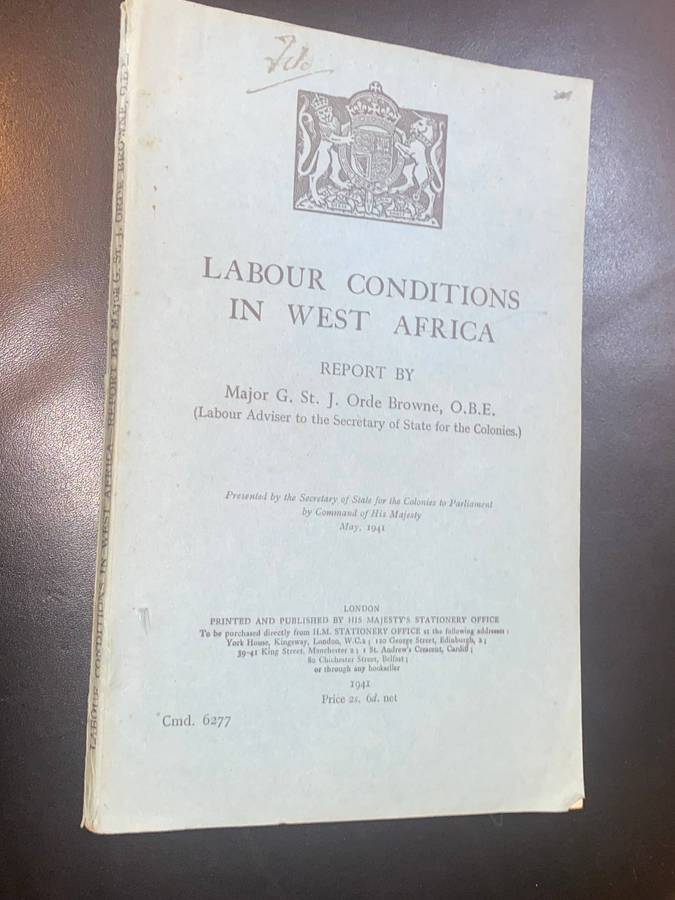 LABOUR CONDITIONS
IN WEST AFRICA
REPORT BY
Major G. St. J. Orde Browne, O.B.E.
(Labour Adviser to the Secretary of State for the Colonies.)
Presented by the Secretary of State for the Colonies to Parliament
by Command of His Majesty
May, 1941
LONDON
PRINTED AND PUBLISHED BY HIS MAJESTY'S STATIONERY OFFICE
To be purchased directly from H.M. STATIONERY OFFICE at the following addresses:
York House, Kingsway, London, W.C.2; 120 George Street, Edinburgh, 2;
39-41 King Street, Manchester 2; 1 St. Andrew's Crescent, Cardiff;
80 Chichester Street, Belfast;
or through any bookseller
1941
Price 2s. 6d. net
Cmd. 6277
LABOUR CONDITIONS IN WEST AFRICA REPORT BY MAJOR G. ST. J. ORDE BROWNE, O.B.E.